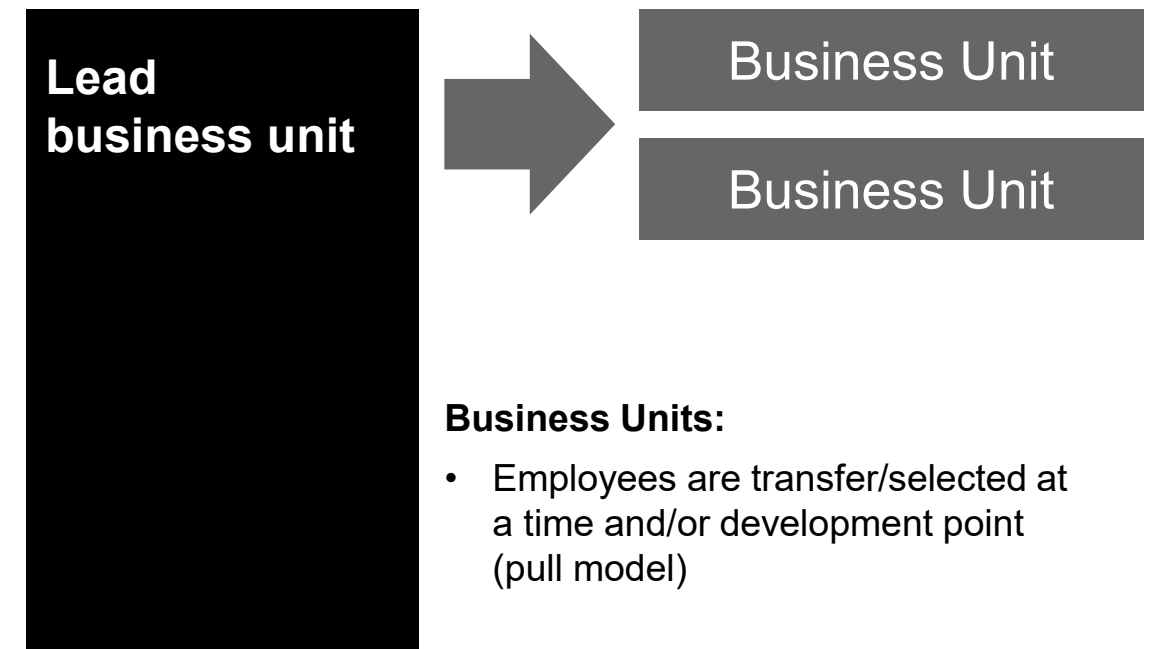 Lead
business unit
Business Unit
Business Unit
Business Units:
• Employees are transfer/selected at
a time and/or development point
(pull model)